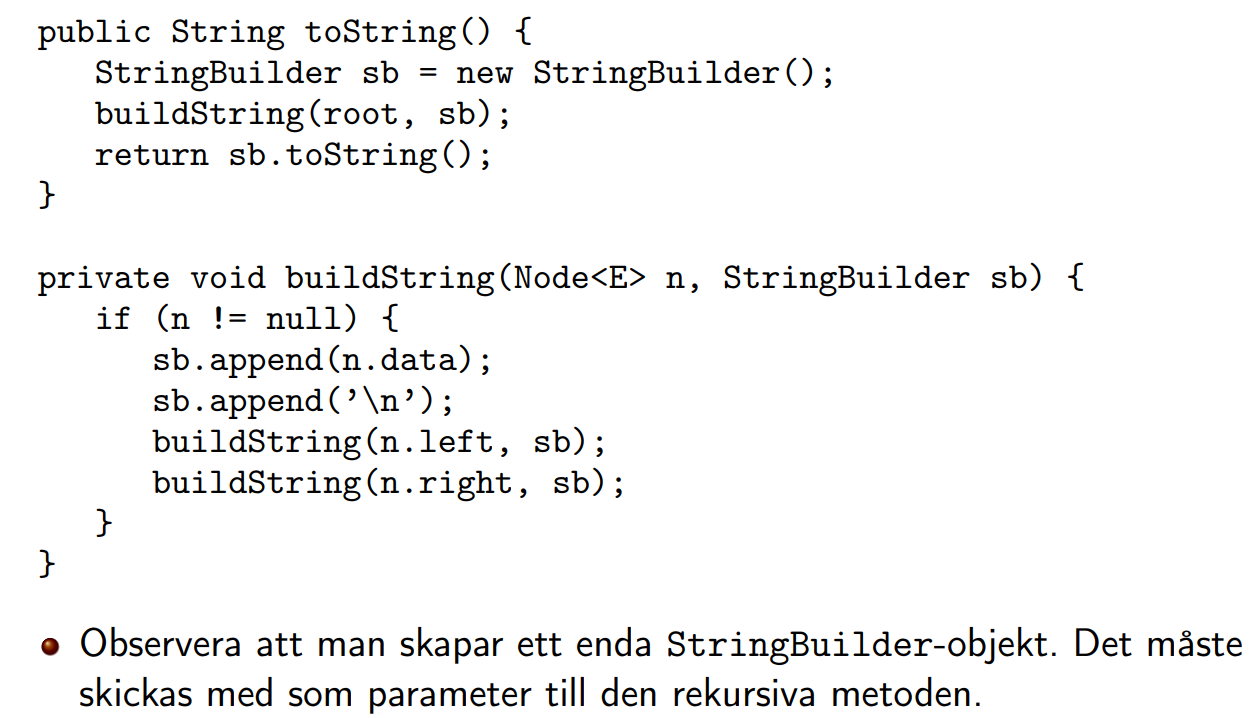 public String toString() {
StringBuilder sb = new StringBuilder();
buildString(root, sb);
return sb.toString();
}
private void buildString(Node<E> n, StringBuilder sb) {
if (n != null) {
sb.append(n.data);
sb.append(’\n’);
buildString(n.left, sb);
buildString(n.right, sb);
}
}
Observera att man skapar ett enda StringBuilder-objekt. Det måste
skickas med som parameter till den rekursiva metoden.